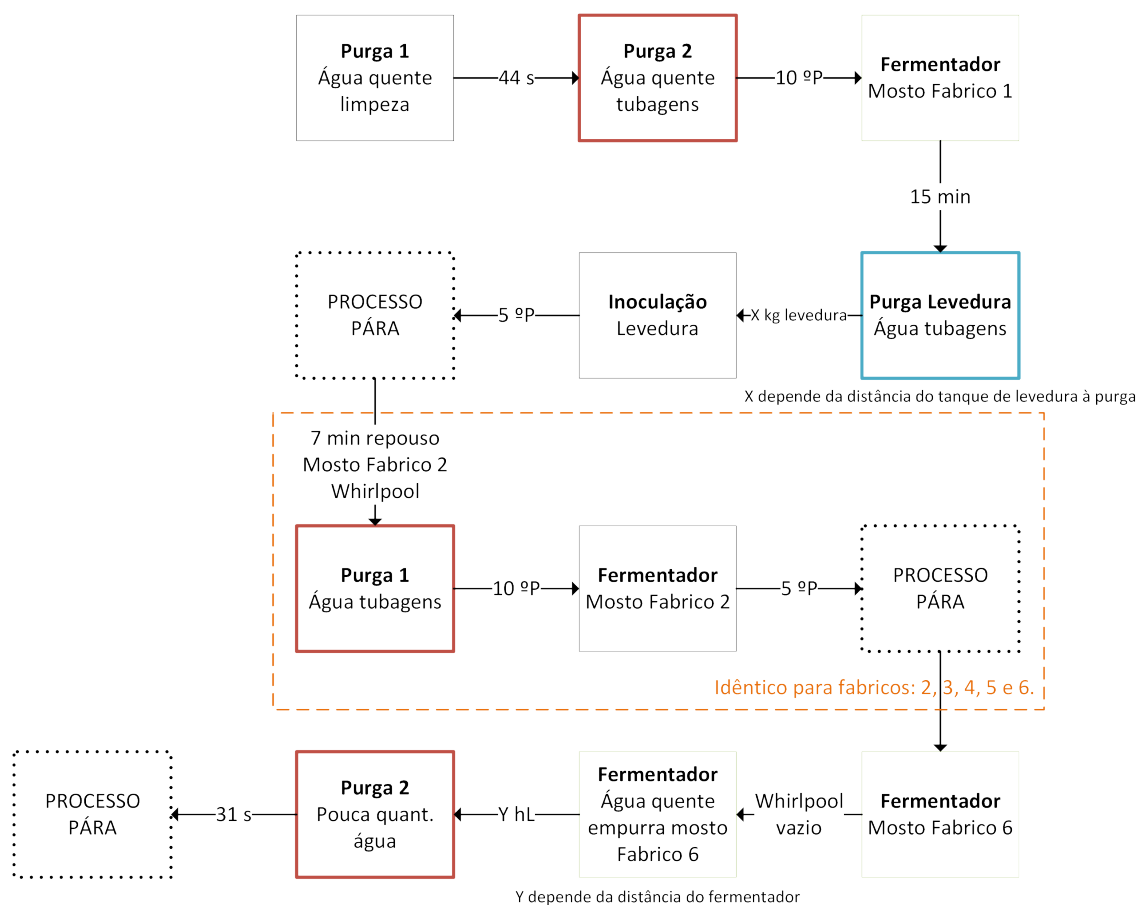 Purga 1
Água quente
limpeza
44 s
Purga 2
Água quente
tubagens
10 ºP
Fermentador
Mosto Fabrico 1
15 min
Purga Levedura
Água tubagens
X kg levedura
Inoculação
Levedura
5 ºP
PROCESSO
PÁRA
X depende da distância do tanque de levedura à purga
7 min repouso
Mosto Fabrico 2
Whirlpool
Purga 1
Água tubagens
10 ºP
Fermentador
Mosto Fabrico 2
5 ºP
PROCESSO
PÁRA
Idêntico para fabricos: 2, 3, 4, 5 e 6.
Fermentador
Mosto Fabrico 6
Whirlpool
vazio
Fermentador
Água quente
empurra mosto
Fabrico 6
Y hL
Purga 2
Pouca quant.
água
31 s
PROCESSO
PÁRA
Y depende da distância do fermentador